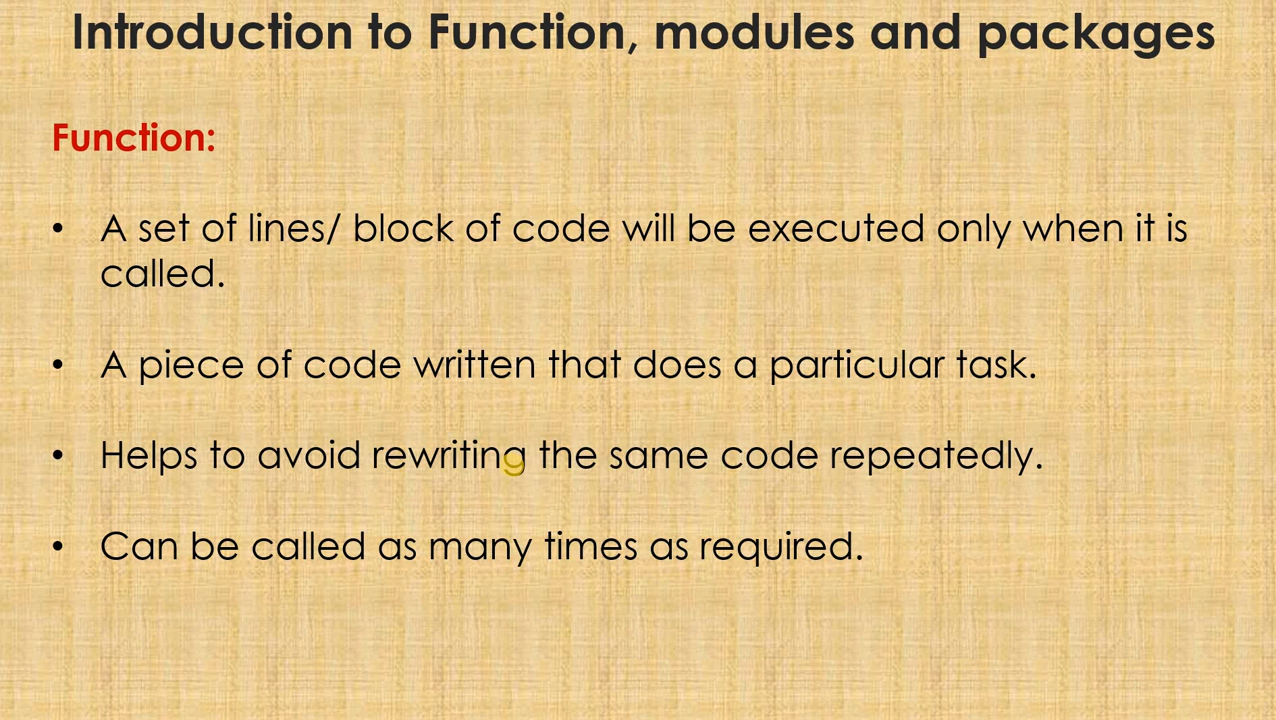 Introduction to Function, modules and packages
Function:
• A set of lines/ block of code will be executed only when it is
called.
• A piece of code written that does a particular task.
• Helps to avoid rewriting the same code repeatedly.
• Can be called as many times as required.